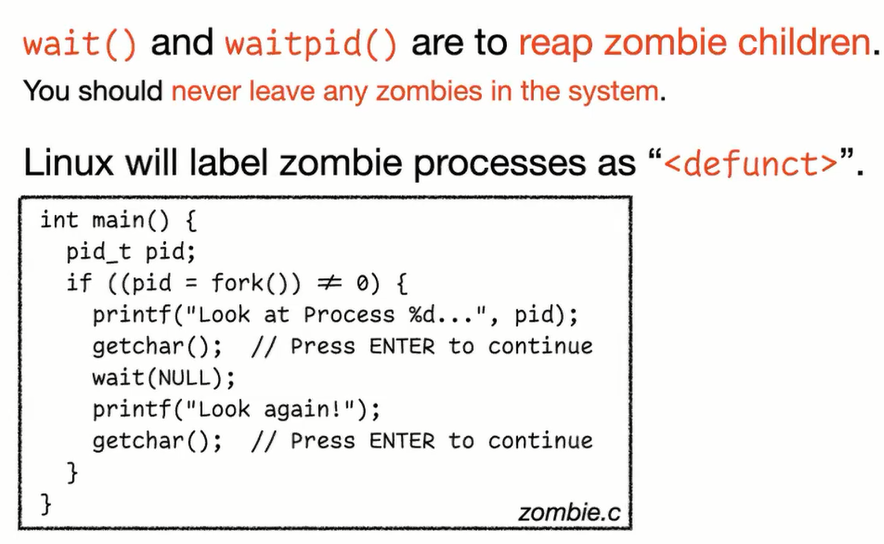 wait() and waitpid() are to reap zombie children.
You should never leave any zombies in the system.
Linux will label zombie processes as “<defunct>”.
int main() {
  pid_t pid;
  if ((pid = fork()) ≠ 0) {
    printf("Look at Process %d...", pid);
    getchar();  // Press ENTER to continue
    wait(NULL);
    printf("Look again!");
    getchar();  // Press ENTER to continue
  }
}
zombie.c